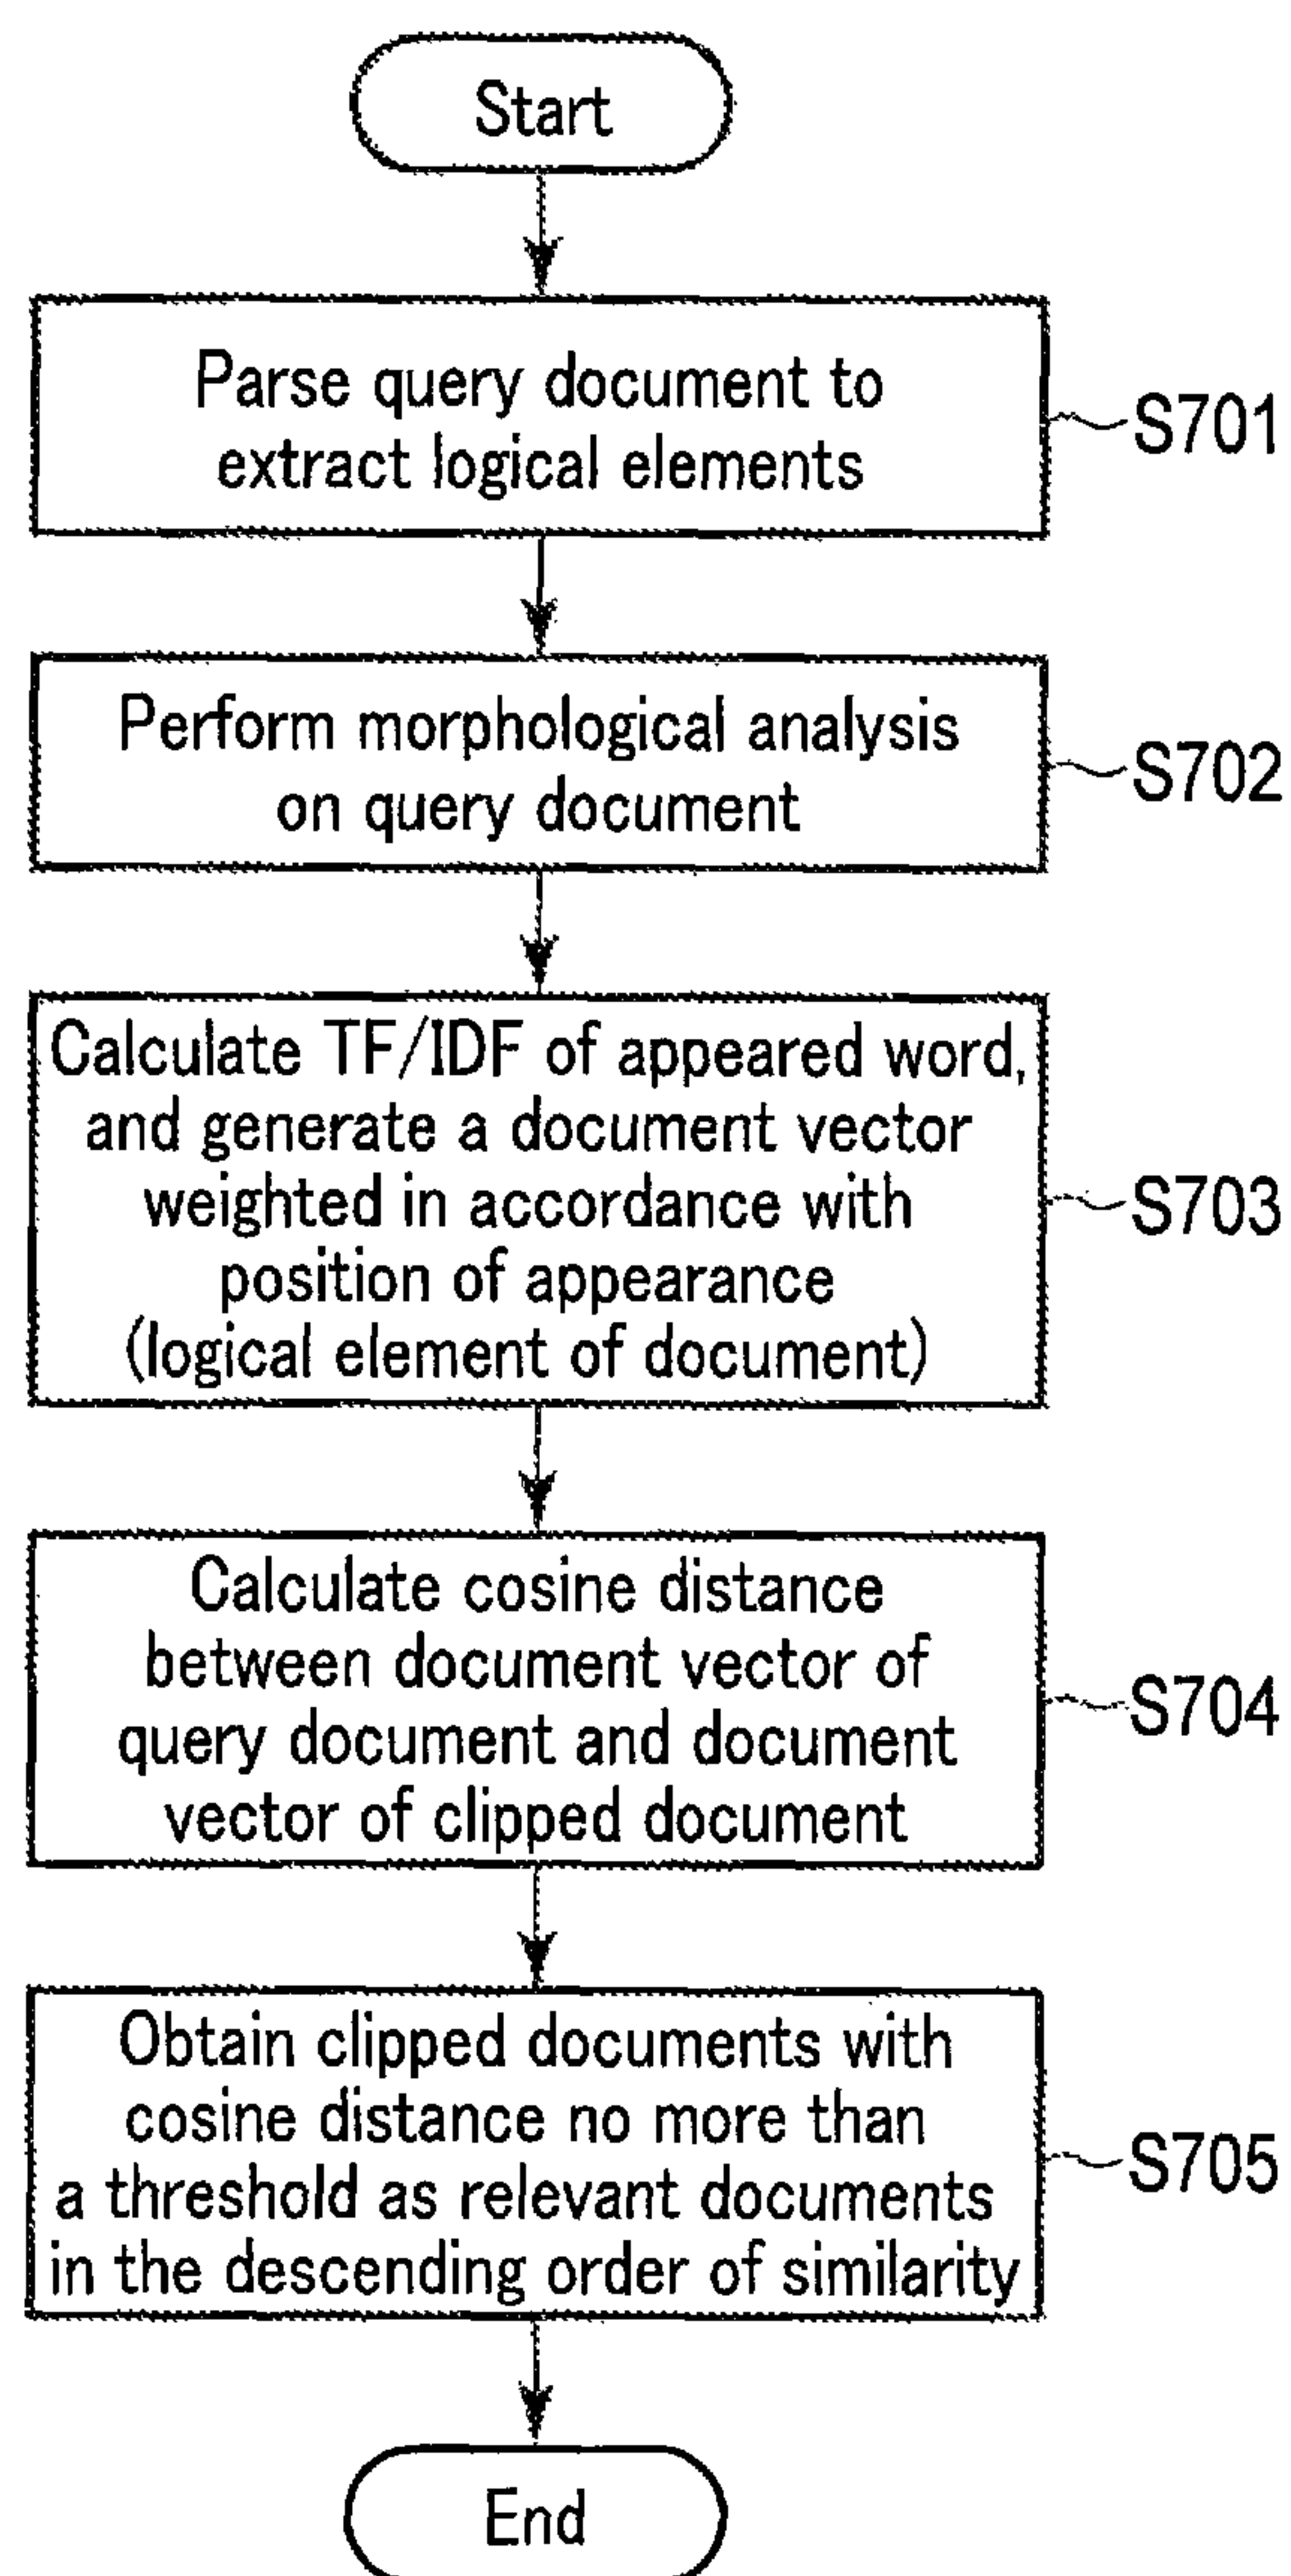 Start
Parse query document to
extract logical elements
S701
Perform morphological analysis
on query document
S702
Calculate TF/IDF of appeared word,
and generate a document vector
weighted in accordance with
position of appearance
(logical element of document)
S703
Calculate cosine distance
between document vector of
query document and document
vector of clipped document
S704
Obtain clipped documents with
cosine distance no more than
a threshold as relevant documents
in the descending order of similarity
S705
End